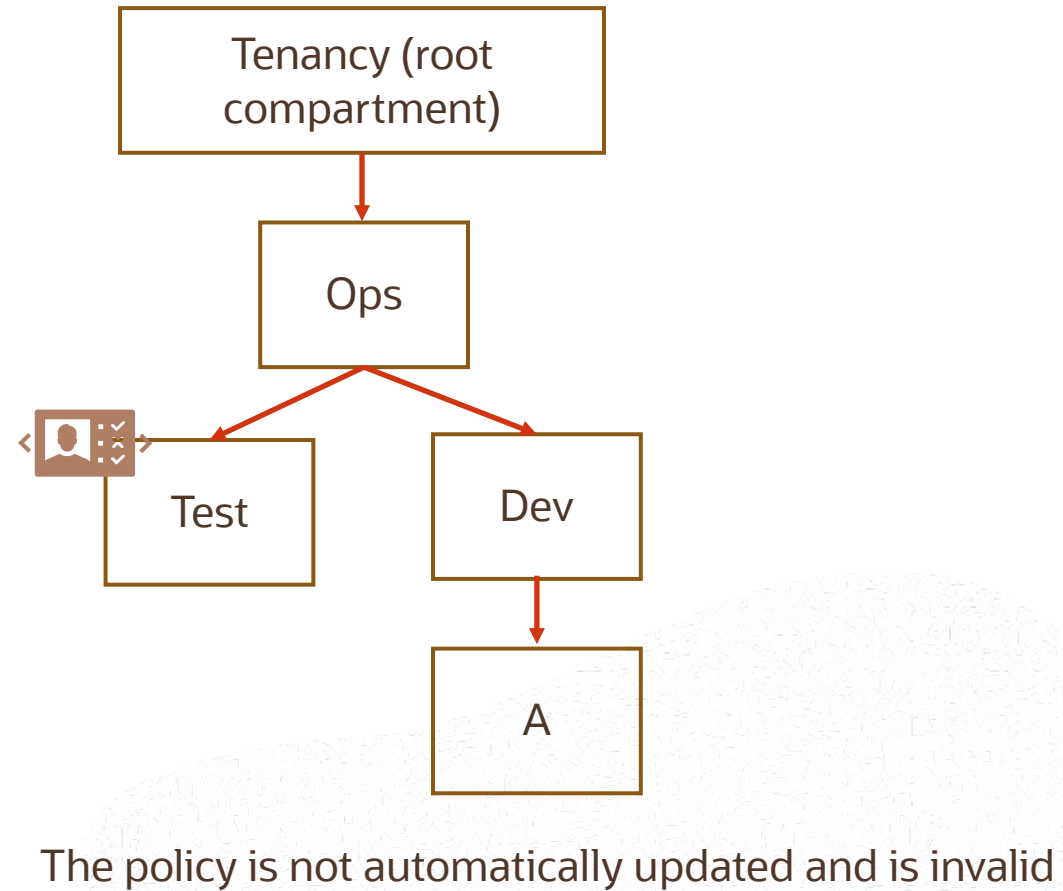 Tenancy (root
compartment)
Ops
Test
Dev
A
The policy is not automatically updated and is invalid